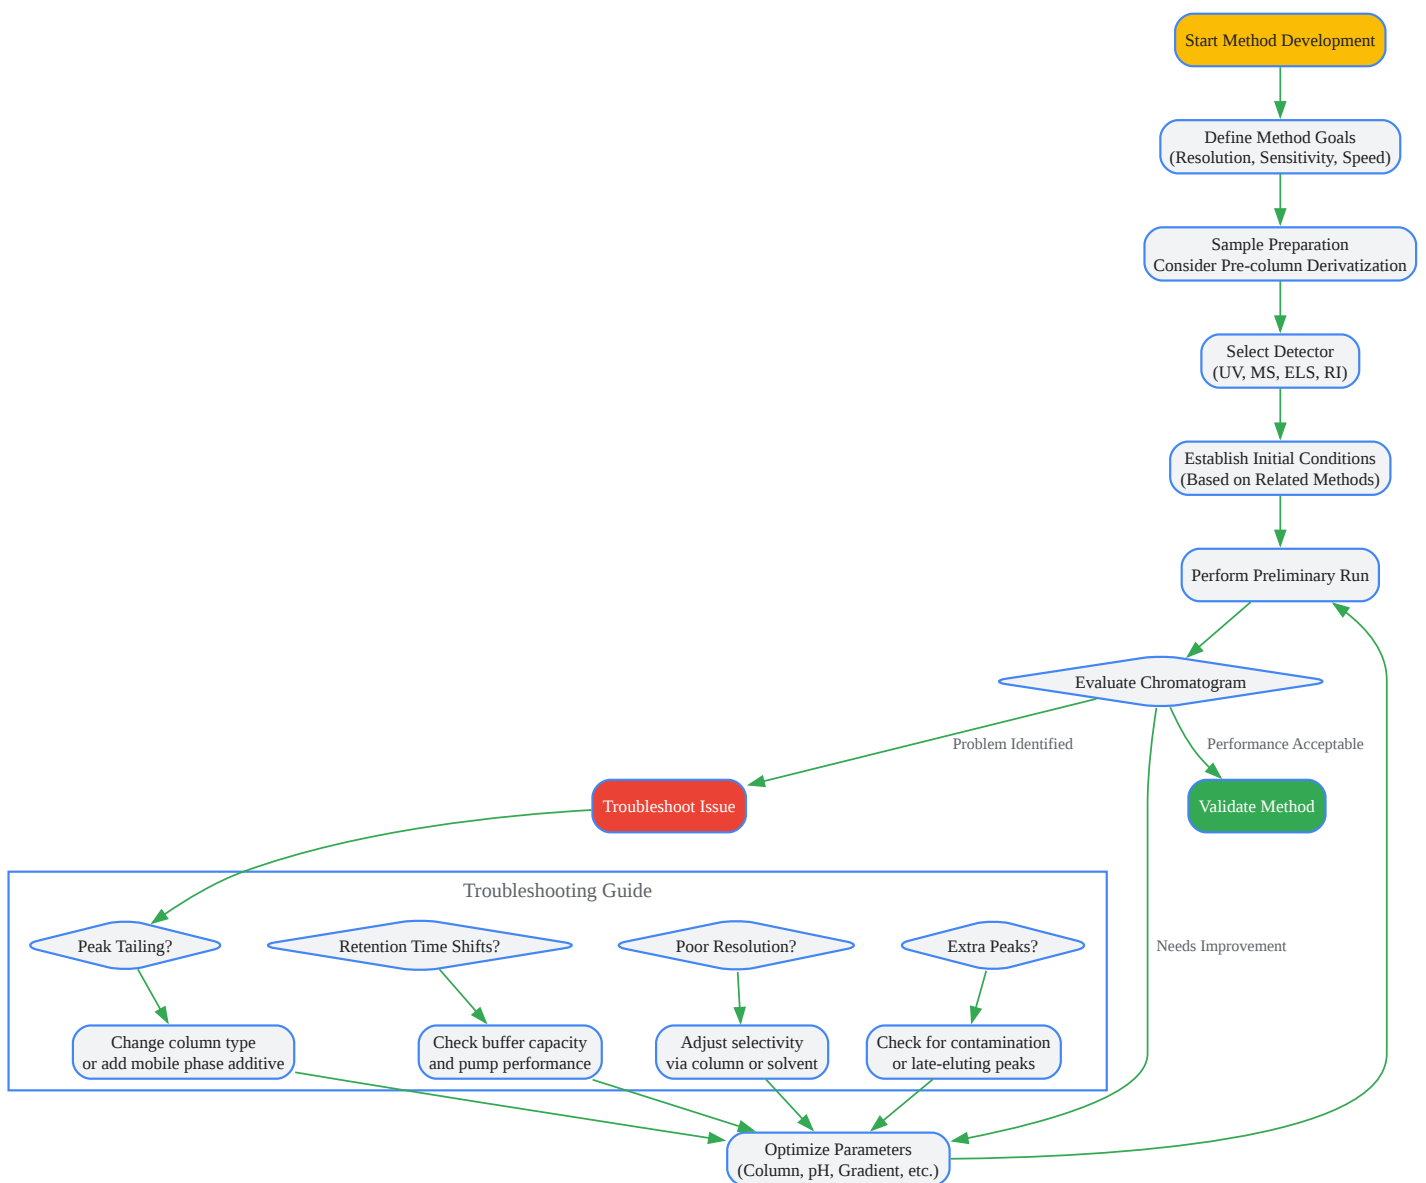 Start Method Development
Define Method Goals
(Resolution, Sensitivity, Speed)
Sample Preparation
Consider Pre-column Derivatization
Select Detector
(UV, MS, ELS, RI)
Establish Initial Conditions
(Based on Related Methods)
Perform Preliminary Run
Evaluate Chromatogram
Problem Identified
Performance Acceptable
Troubleshoot Issue
Validate Method
Troubleshooting Guide
Peak Tailing?
Retention Time Shifts?
Poor Resolution?
Extra Peaks?
Needs Improvement
Change column type
or add mobile phase additive
Check buffer capacity
and pump performance
Adjust selectivity
via column or solvent
Check for contamination
or late-eluting peaks
Optimize Parameters
(Column, pH, Gradient, etc.)